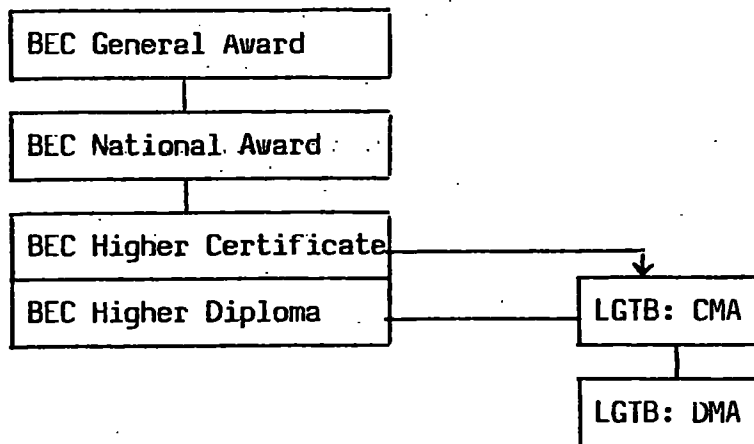 BEC General Award
BEC National Award
BEC Higher Certificate
BEC Higher Diploma
LGTB: CMA
LGTB: DMA